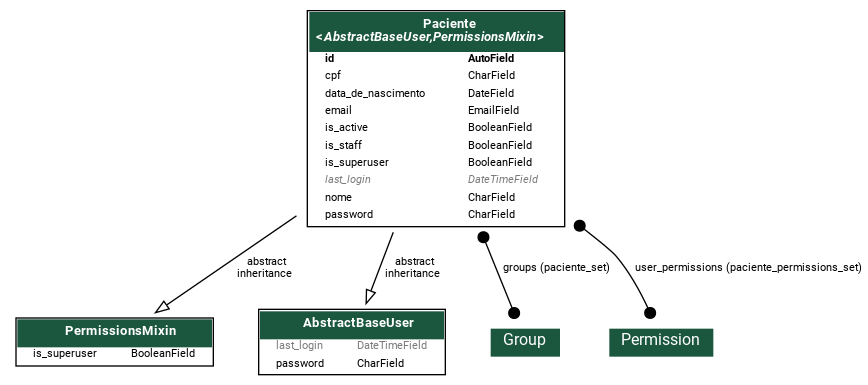 Paciente
<AbstractBaseUser,PermissionsMixin>
id AutoField
cpf CharField
data_de_nascimento DateField
email EmailField
is_active BooleanField
is_staff BooleanField
is_superuser BooleanField
last_login DateTimeField
nome CharField
password CharField
abstract
inheritance
abstract
inheritance
groups (paciente_set)
user_permissions (paciente_permissions_set)
PermissionsMixin
is_superuser BooleanField
AbstractBaseUser
last_login DateTimeField
password CharField
Group
Permission